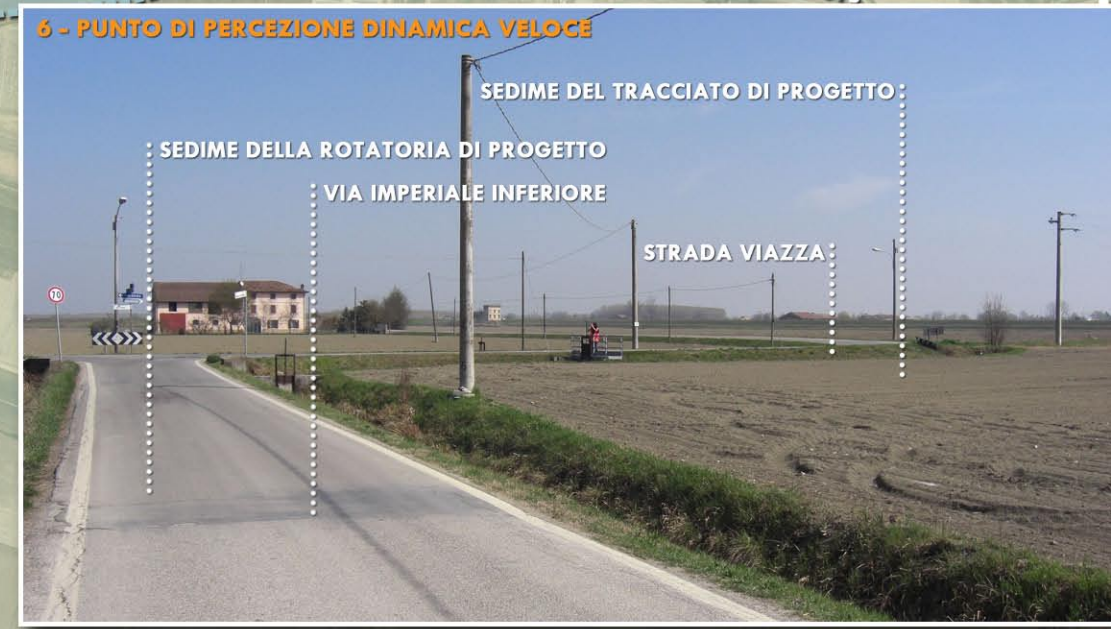 6 - PUNTO DI PERCEZIONE DINAMICA VELOCE
SEDIME DEL TRACCIATO DI PROGETTO
SEDIME DELLA ROTATORIA DI PROGETTO
VIA IMPERIALE INFERIORE
STRADA VIAZZA
70